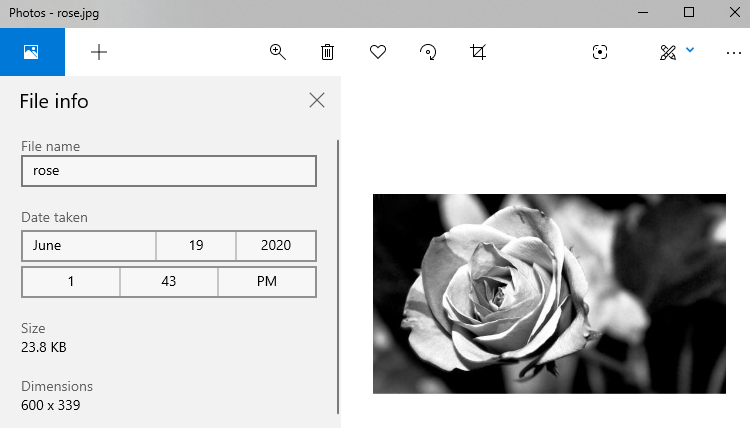 Photos - rose.jpg
File info
File name
rose
Date taken
June 19 2020
1 43 PM
Size
23.8 KB
Dimensions
600 x 339